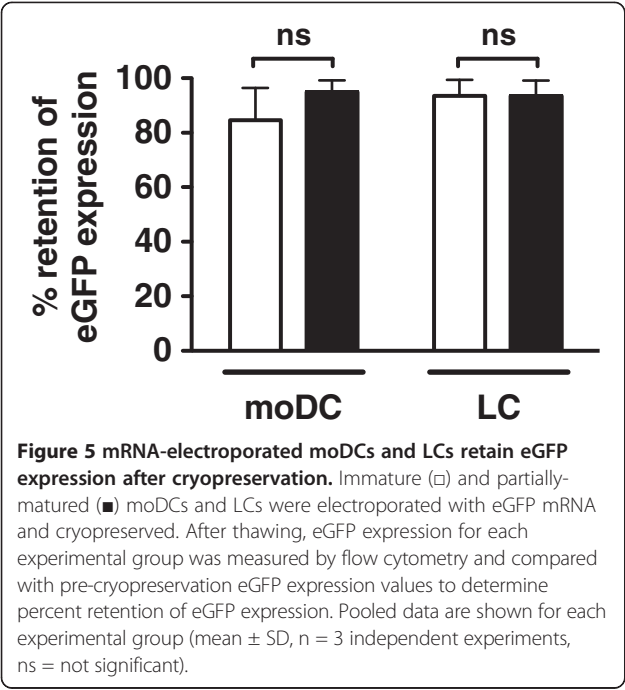 ns ns
% retention of
eGFP expression
100
80
60
40
20
0
moDC LC
Figure 5 mRNA-electroporated moDCs and LCs retain eGFP
expression after cryopreservation. Immature (□) and partially-
matured (■) moDCs and LCs were electroporated with eGFP mRNA
and cryopreserved. After thawing, eGFP expression for each
experimental group was measured by flow cytometry and compared
with pre-cryopreservation eGFP expression values to determine
percent retention of eGFP expression. Pooled data are shown for each
experimental group (mean ± SD, n = 3 independent experiments,
ns = not significant).